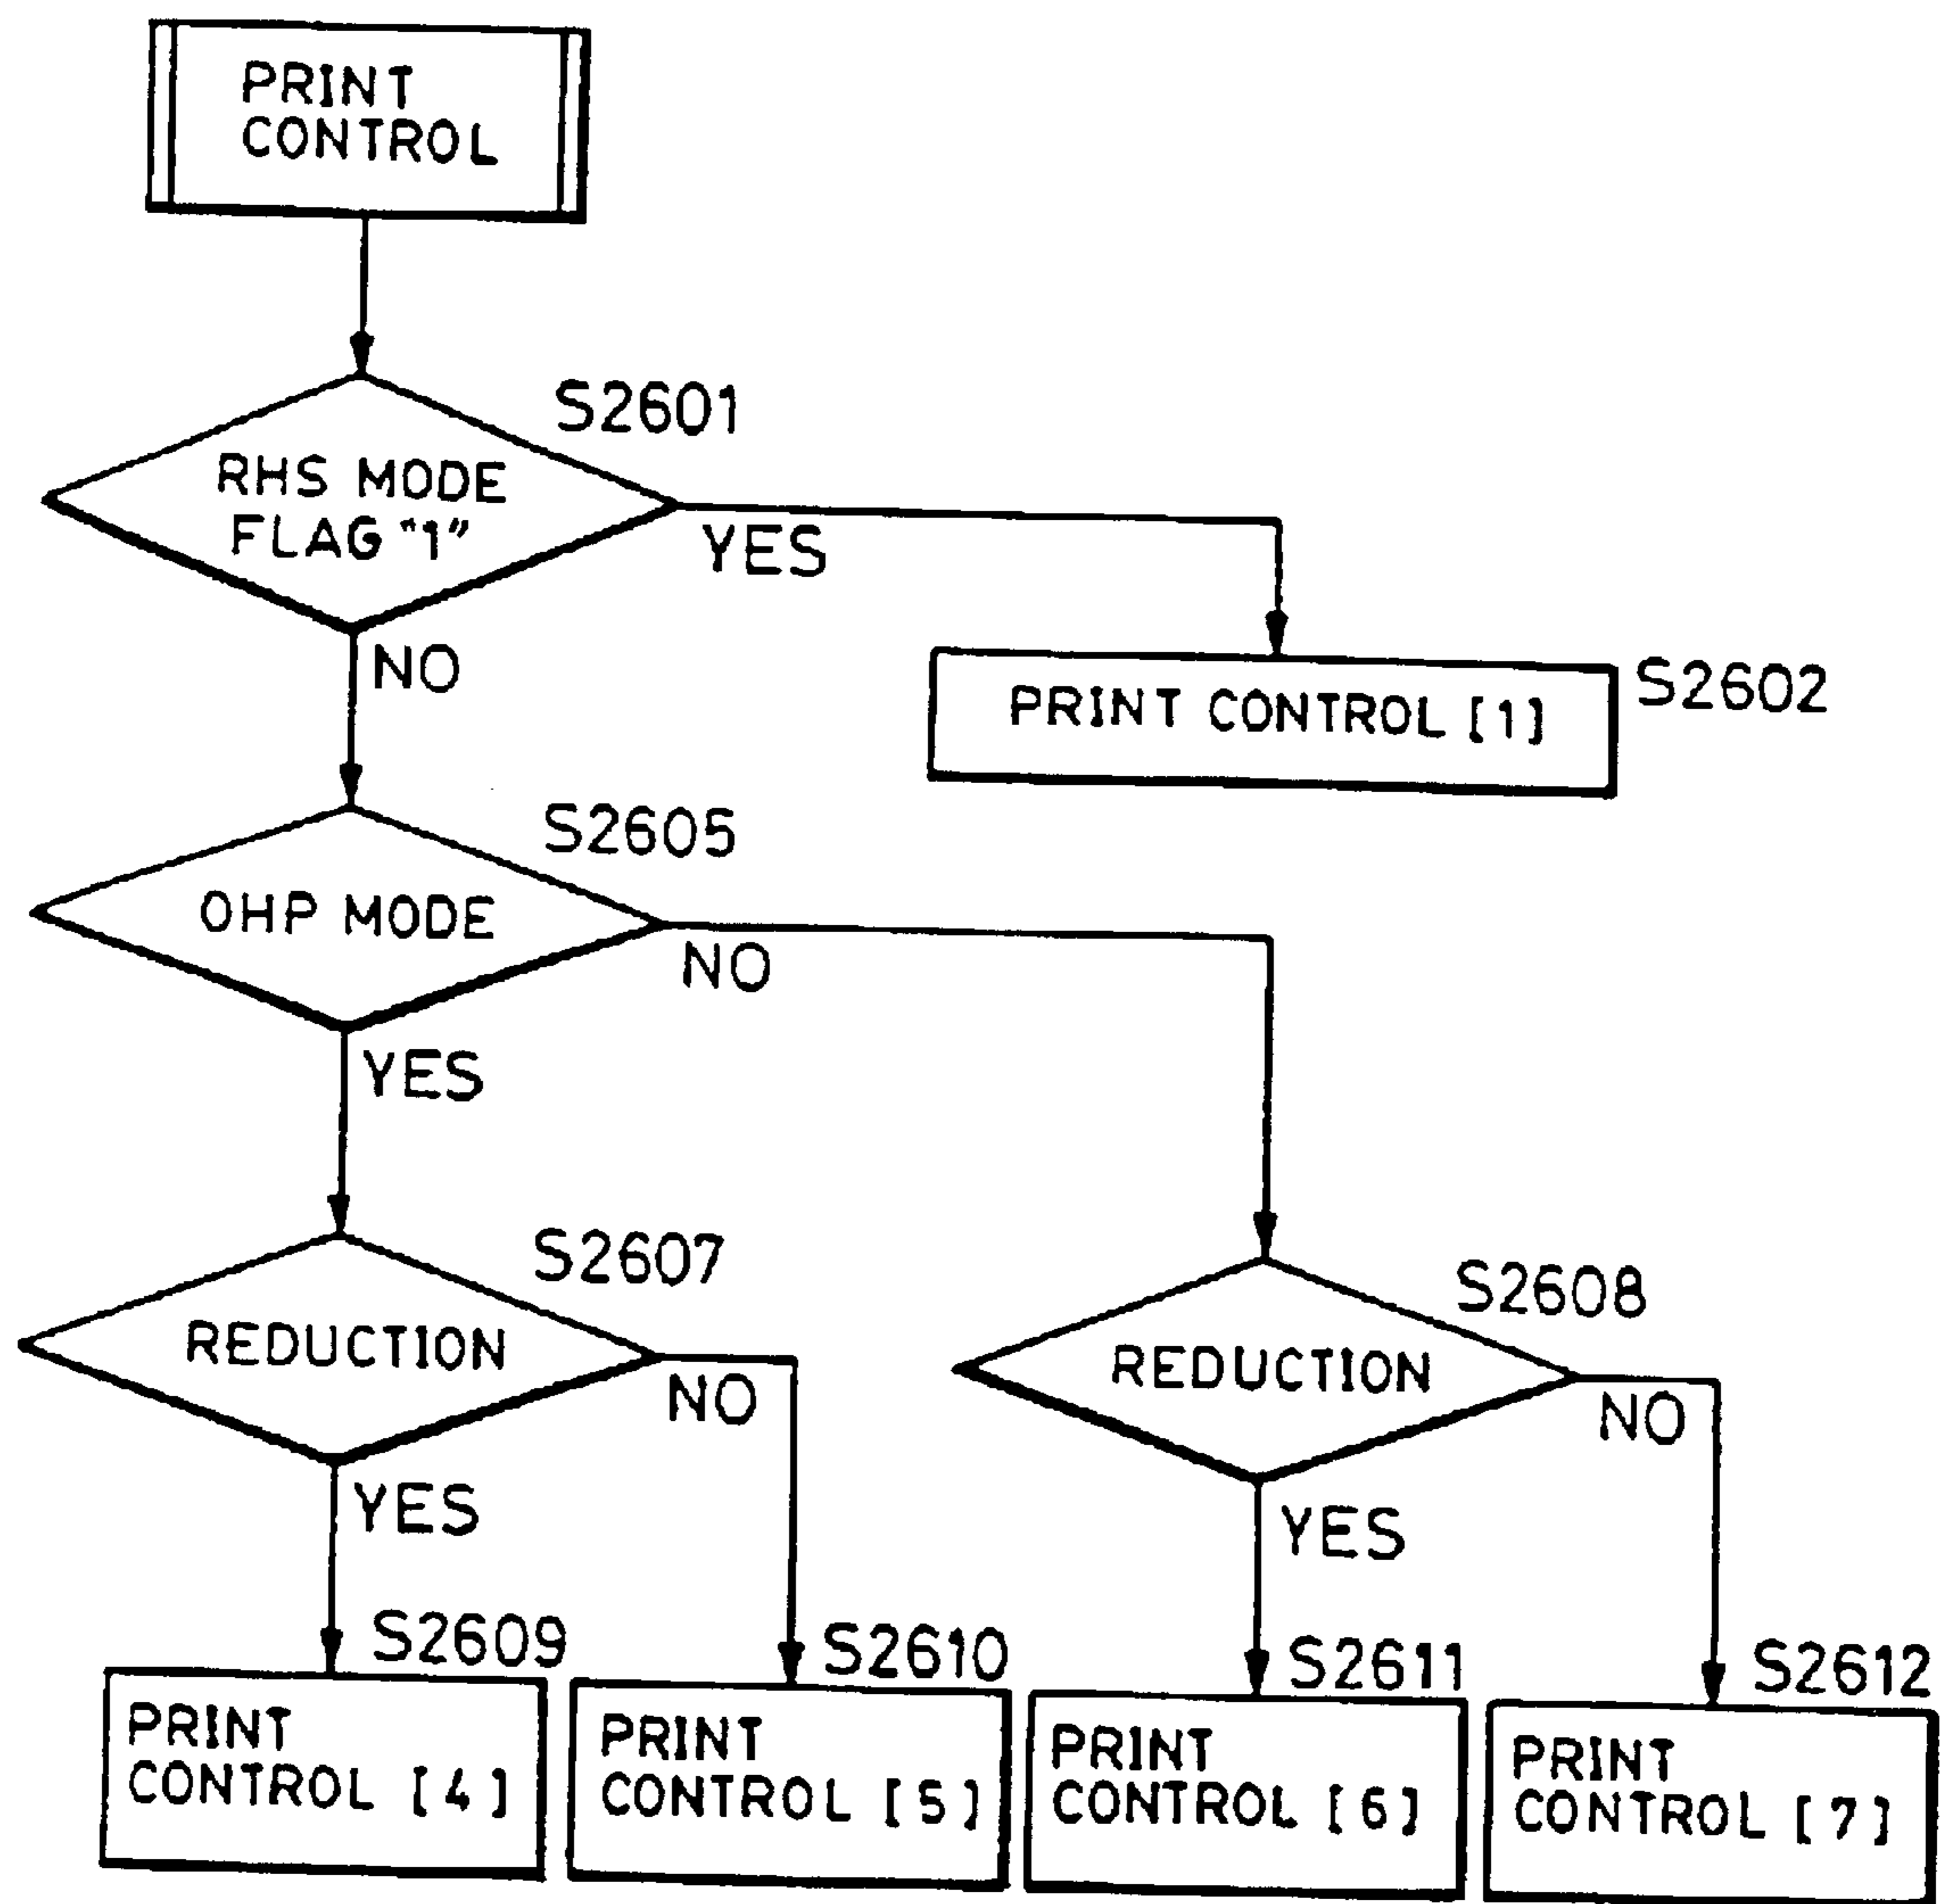 PRINT
CONTROL
S2601
RHS MODE
FLAG "1"
YES
NO
PRINT CONTROL [1]
S2602
S2605
OHP MODE
NO
YES
S2607
REDUCTION
NO
YES
S2608
REDUCTION
NO
YES
S2609
PRINT
CONTROL [4]
S2610
PRINT
CONTROL [5]
S2611
PRINT
CONTROL [6]
S2612
PRINT
CONTROL [7]